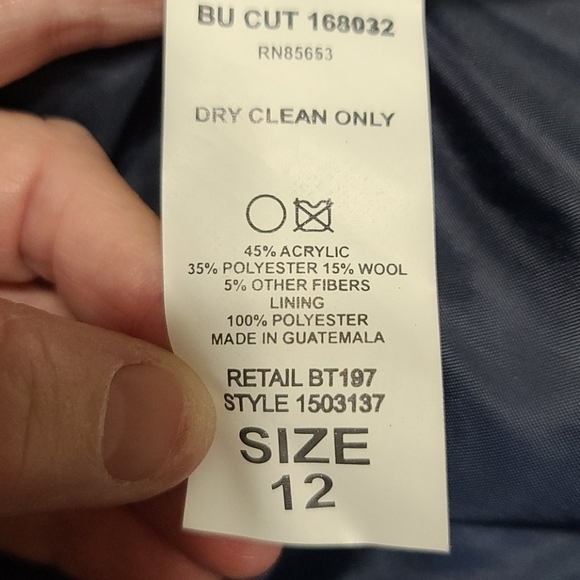 BU CUT 168032
RN85653
DRY CLEAN ONLY
45% ACRYLIC
35% POLYESTER 15% WOOL
5% OTHER FIBERS
LINING
100% POLYESTER
MADE IN GUATEMALA
RETAIL BT197
STYLE 1503137
SIZE
12